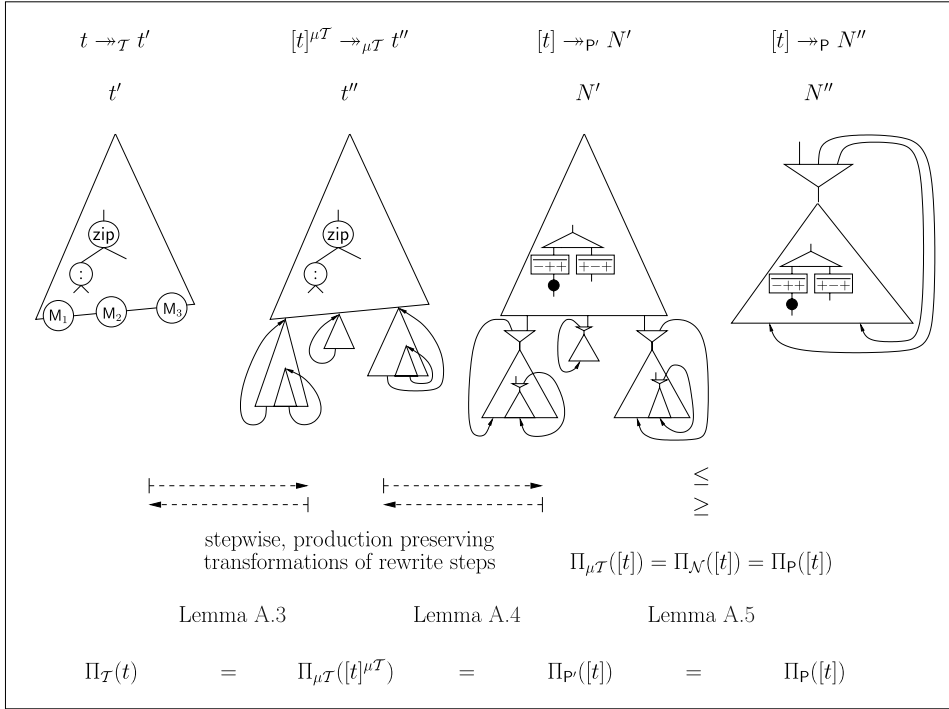 t ↠_𝒯 t′ [t]^{μ𝒯} ↠_{μ𝒯} t″ [t] ↠_{P′} N′ [t] ↠_P N″
t′ t″ N′ N″
zip zip
: :
−++ +−+
−++ +−+
M₁ M₂ M₃
≤
≥
stepwise, production preserving
transformations of rewrite steps
Π_{μ𝒯}([t]) = Π_𝒩([t]) = Π_P([t])
Lemma A.3 Lemma A.4 Lemma A.5
Π_𝒯(t) = Π_{μ𝒯}([t]^{μ𝒯}) = Π_{P′}([t]) = Π_P([t])